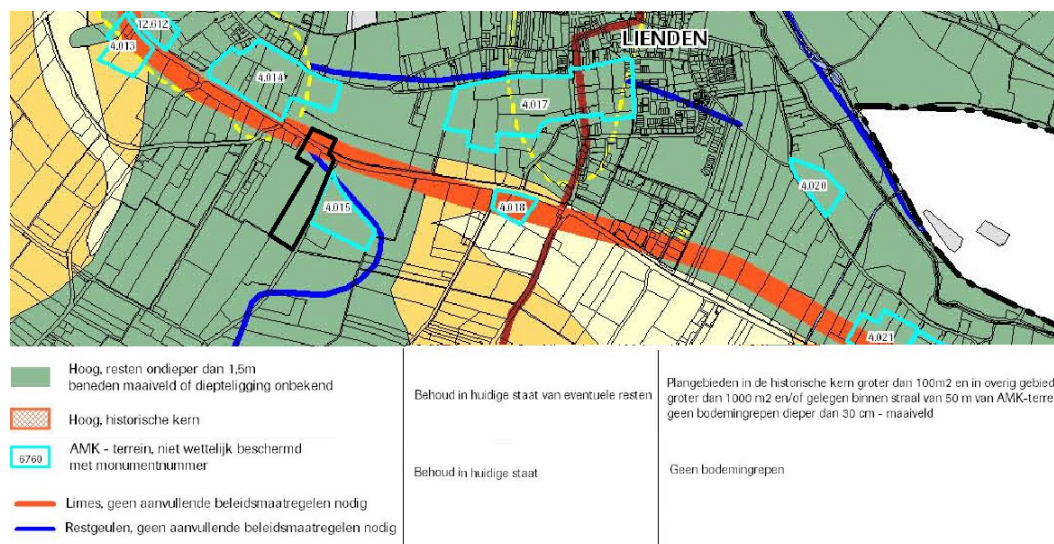 12.612
LIENDEN
4.013
4.014
4.017
4.020
4.015
4.018
4.021
Hoog, resten ondieper dan 1,5m
beneden maaiveld of diepteligging onbekend
Behoud in huidige staat van eventuele resten
Plangebieden in de historische kern groter dan 100m2 en in overig gebied
groter dan 1000 m2 en/of gelegen binnen straal van 50 m van AMK-terre
geen bodemingrepen dieper dan 30 cm - maaiveld
Hoog, historische kern
6760
AMK - terrein, niet wettelijk beschermd
met monumentnummer
Behoud in huidige staat
Geen bodemingrepen
Limes, geen aanvullende beleidsmaatregelen nodig
Restgeulen, geen aanvullende beleidsmaatregelen nodig